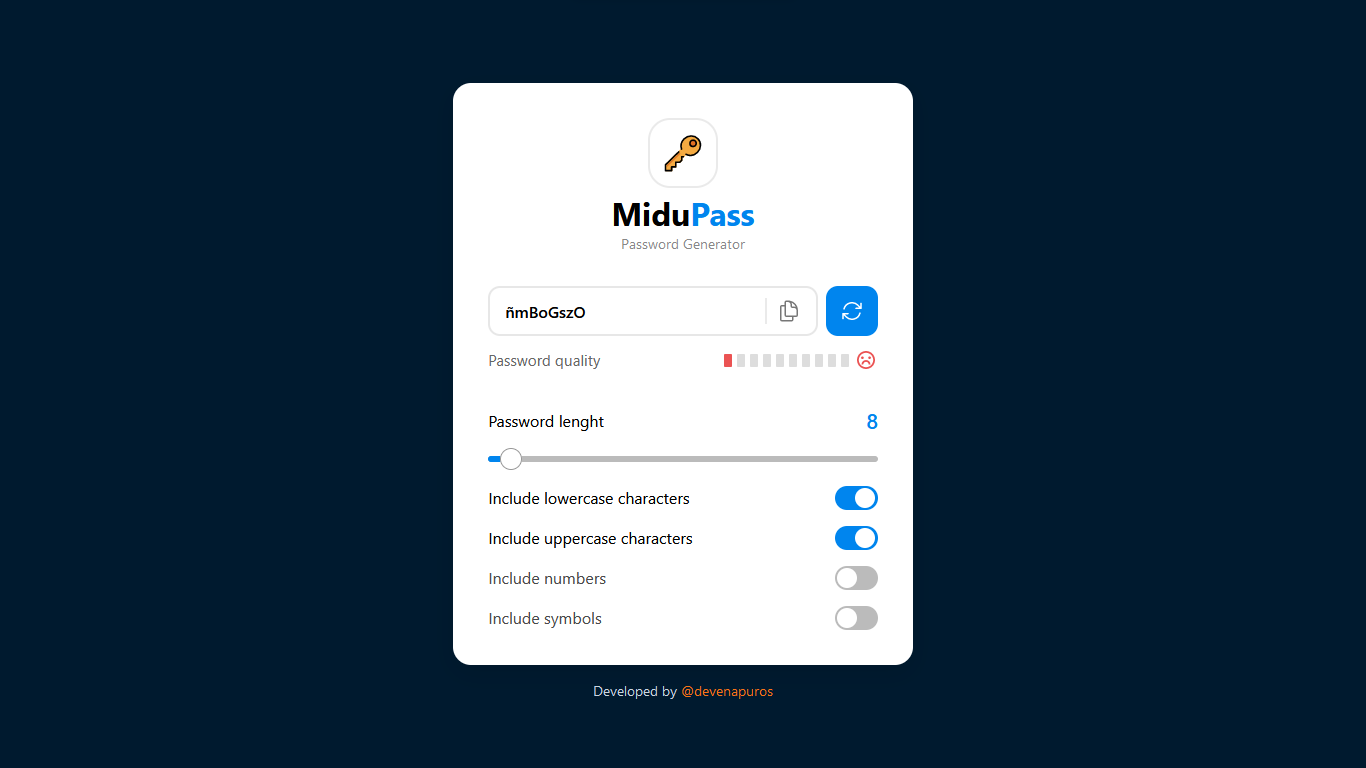 MiduPass
Password Generator
ñmBoGszO
Password quality
Password lenght 8
Include lowercase characters
Include uppercase characters
Include numbers
Include symbols
Developed by @devenapuros